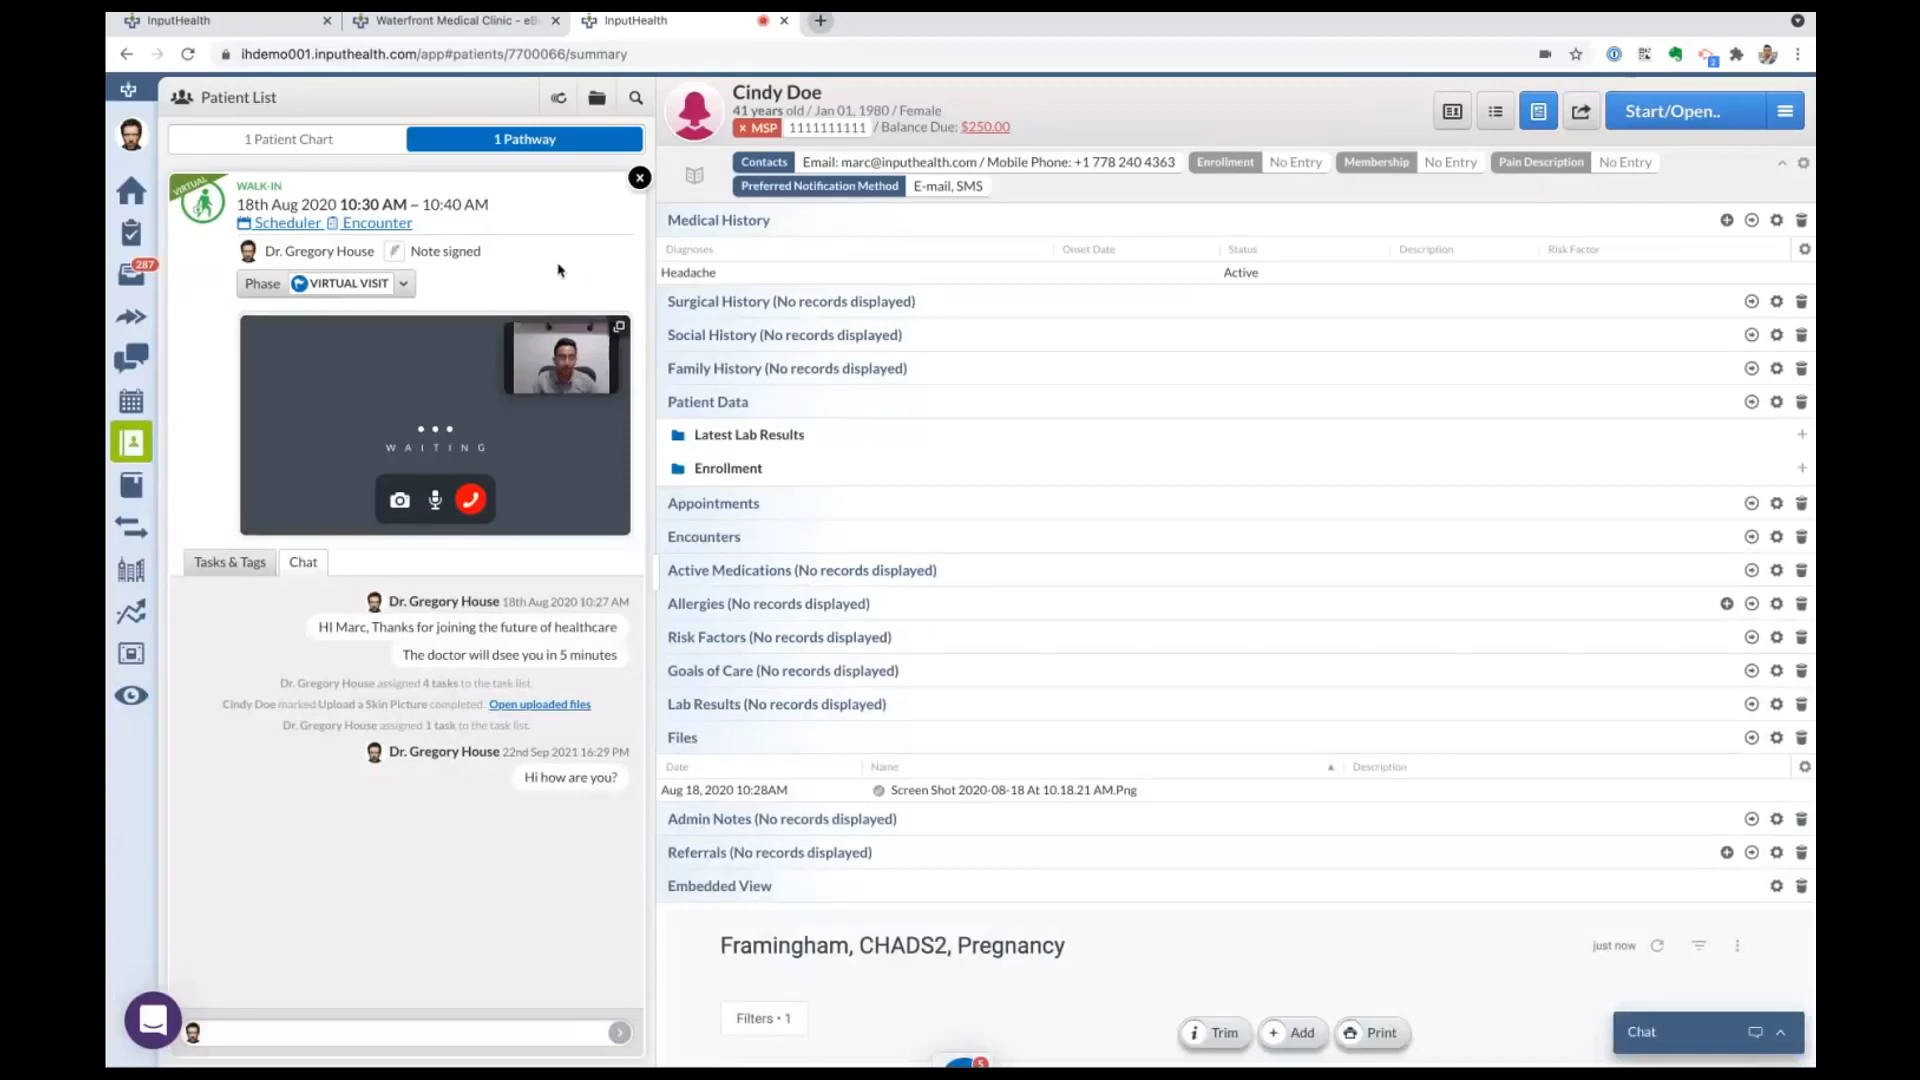 InputHealth
Waterfront Medical Clinic - eB
InputHealth
ihdemo001.inputhealth.com/app#patients/7700066/summary
2
Patient List
1 Patient Chart
1 Pathway
VIRTUAL
WALK-IN
18th Aug 2020 10:30 AM ~ 10:40 AM
Scheduler Encounter
Dr. Gregory House Note signed
Phase VIRTUAL VISIT
287
WAITING
Tasks & Tags
Chat
Dr. Gregory House 18th Aug 2020 10:27 AM
HI Marc, Thanks for joining the future of healthcare
The doctor will dsee you in 5 minutes
Dr. Gregory House assigned 4 tasks to the task list.
Cindy Doe marked Upload a Skin Picture completed. Open uploaded files
Dr. Gregory House assigned 1 task to the task list.
Dr. Gregory House 22nd Sep 2021 16:29 PM
Hi how are you?
Cindy Doe
41 years old / Jan 01, 1980 / Female
× MSP 1111111111 / Balance Due: $250.00
Start/Open..
Contacts Email: marc@inputhealth.com / Mobile Phone: +1 778 240 4363 Enrollment No Entry Membership No Entry Pain Description No Entry
Preferred Notification Method E-mail, SMS
Medical History
Diagnoses Onset Date Status Description Risk Factor
Headache Active
Surgical History (No records displayed)
Social History (No records displayed)
Family History (No records displayed)
Patient Data
Latest Lab Results
Enrollment
Appointments
Encounters
Active Medications (No records displayed)
Allergies (No records displayed)
Risk Factors (No records displayed)
Goals of Care (No records displayed)
Lab Results (No records displayed)
Files
Date Name Description
Aug 18, 2020 10:28AM Screen Shot 2020-08-18 At 10.18.21 AM.Png
Admin Notes (No records displayed)
Referrals (No records displayed)
Embedded View
Framingham, CHADS2, Pregnancy
just now
Filters • 1
Trim
Add
Print
Chat
5